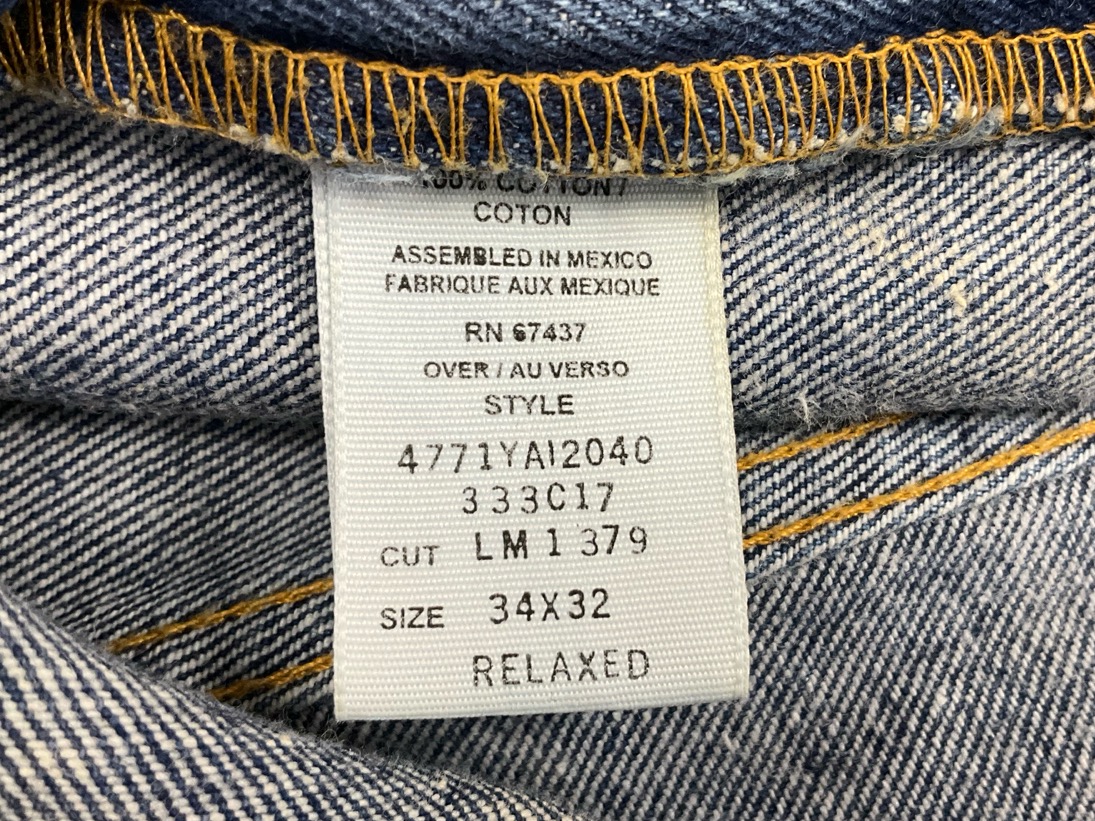 100% COTTON /
COTON
ASSEMBLED IN MEXICO
FABRIQUE AUX MEXIQUE
RN 67437
OVER / AU VERSO
STYLE
4771YAI2040
333C17
CUT LM 1 379
SIZE 34X32
RELAXED